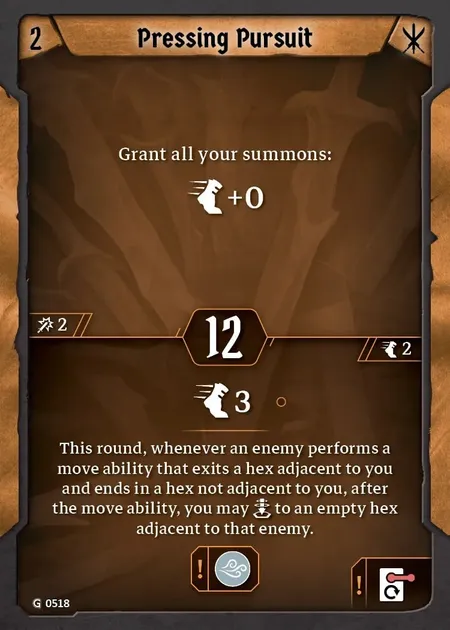 2
Pressing Pursuit
Grant all your summons:
+0
2
12
2
3
This round, whenever an enemy performs a
move ability that exits a hex adjacent to you
and ends in a hex not adjacent to you, after
the move ability, you may to an empty hex
adjacent to that enemy.
!
!
G 0518